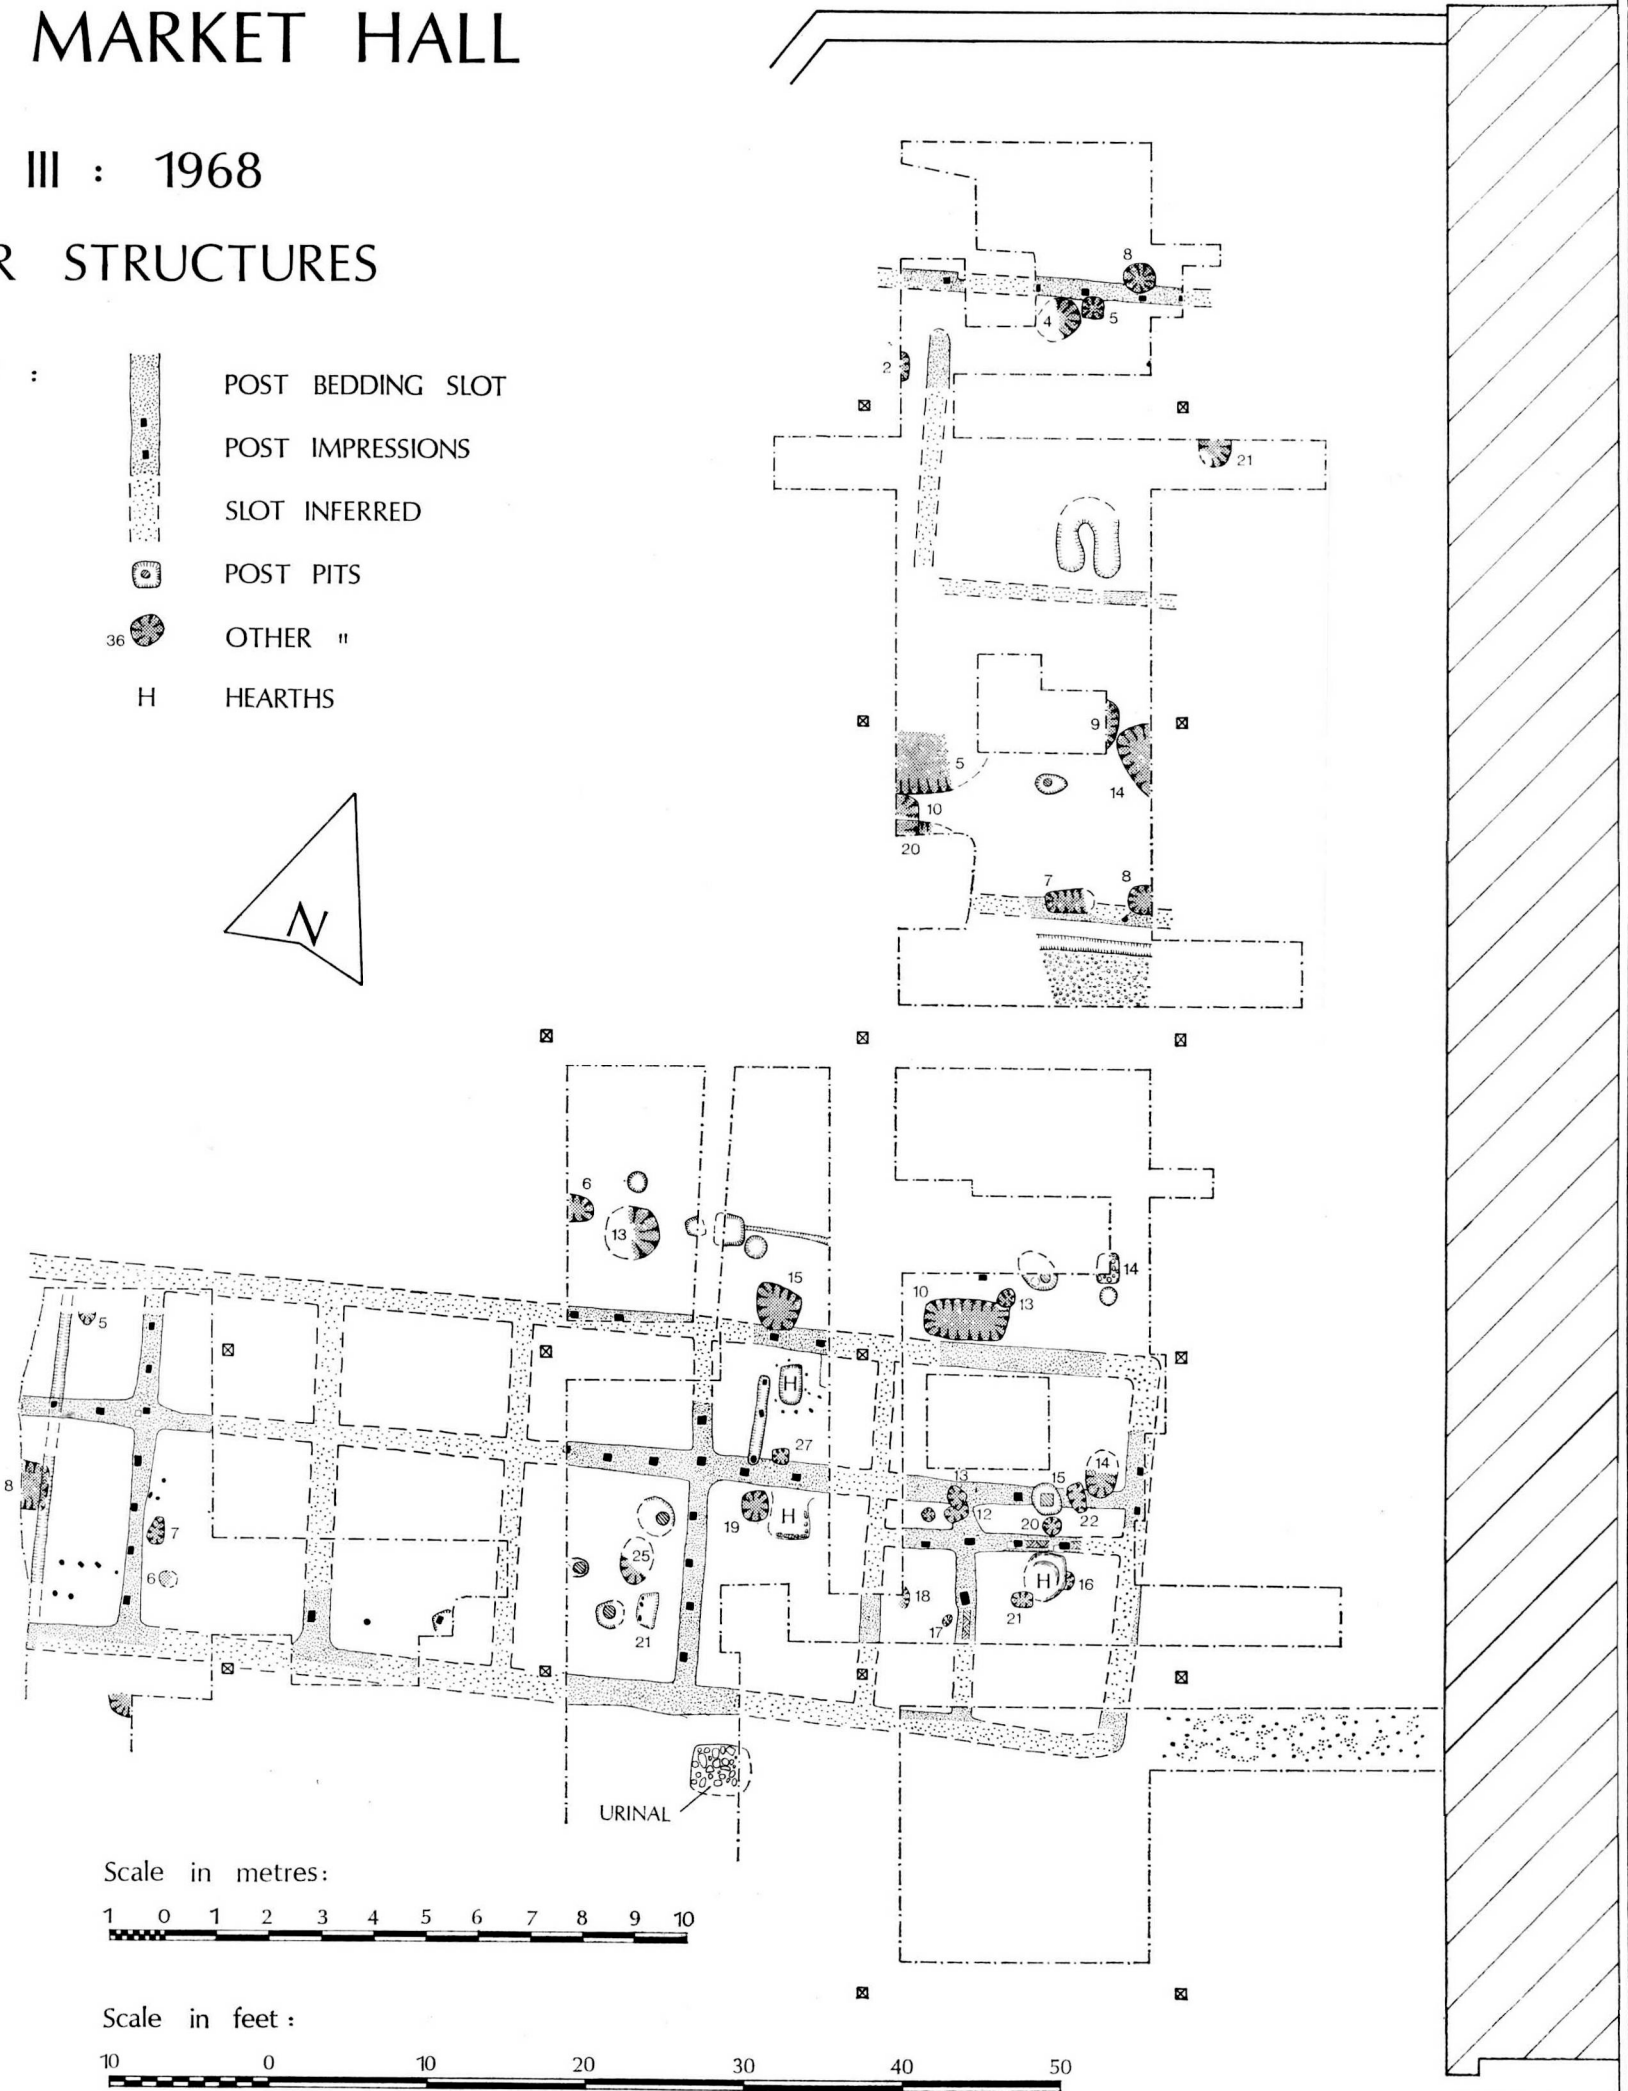 MARKET HALL
III : 1968
R STRUCTURES
:
POST BEDDING SLOT
POST IMPRESSIONS
SLOT INFERRED
POST PITS
36 OTHER "
H HEARTHS
N
8
4 5
2
21
9
5
14
10
20
7 8
6
13
15
14
10 13
5
H
27
14
13 15
8
12 22
19 H 20
7
25
6
H 16
18
21
17
21
URINAL
Scale in metres:
1 0 1 2 3 4 5 6 7 8 9 10
Scale in feet :
10 0 10 20 30 40 50